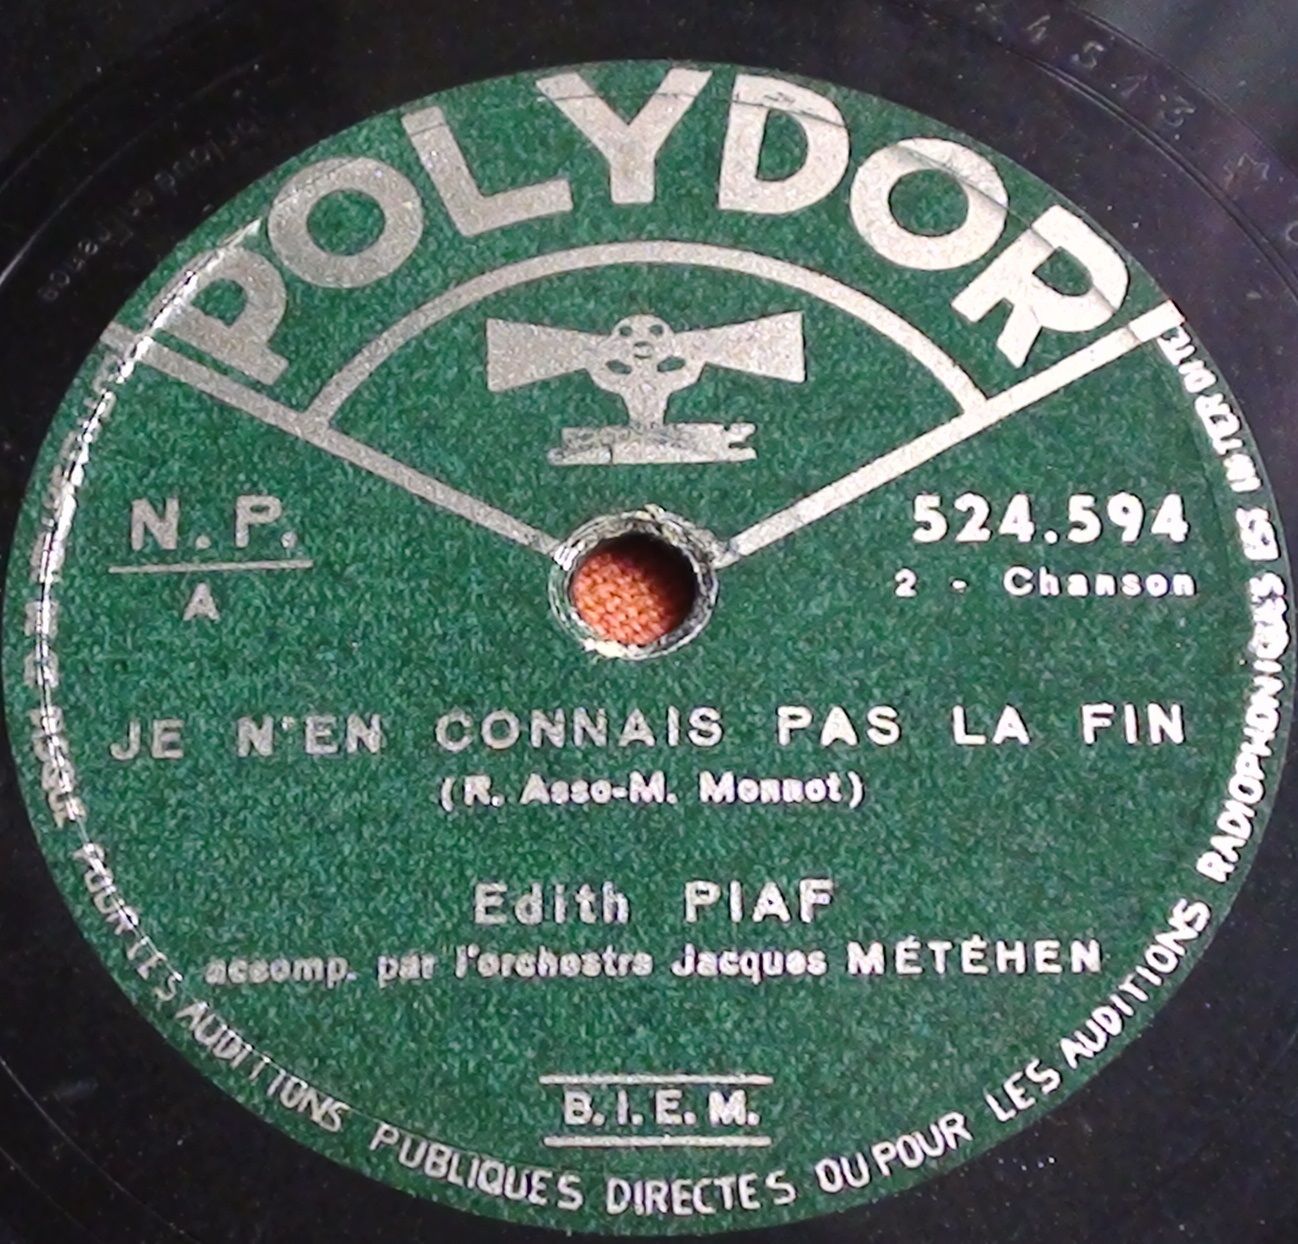 POLYDOR
N.P.
A
524.594
2 - Chanson
JE N'EN CONNAIS PAS LA FIN
(R. Asso-M. Monnot)
Edith PIAF
accomp. par l'orchestre Jacques MÉTÉHEN
B.I.E.M.
POUR LES AUDITIONS PUBLIQUES DIRECTES OU POUR LES AUDITIONS RADIOPHONIQUES EST INTERDITE